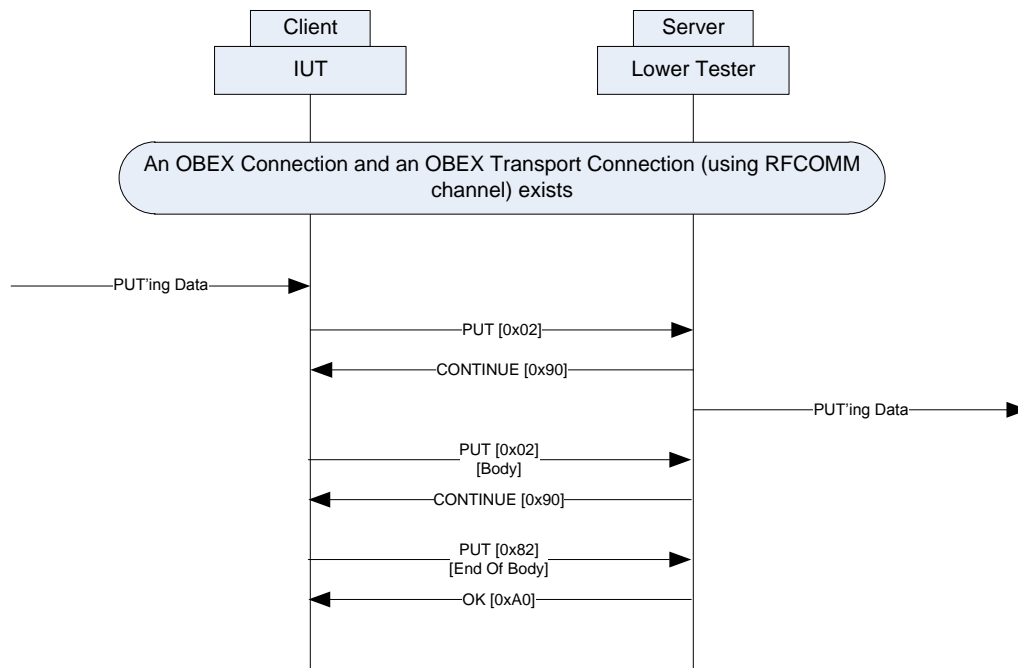 Client
Server
IUT
Lower Tester
An OBEX Connection and an OBEX Transport Connection (using RFCOMM
channel) exists
PUT'ing Data
PUT [0x02]
CONTINUE [0x90]
PUT'ing Data
PUT [0x02]
[Body]
CONTINUE [0x90]
PUT [0x82]
[End Of Body]
OK [0xA0]